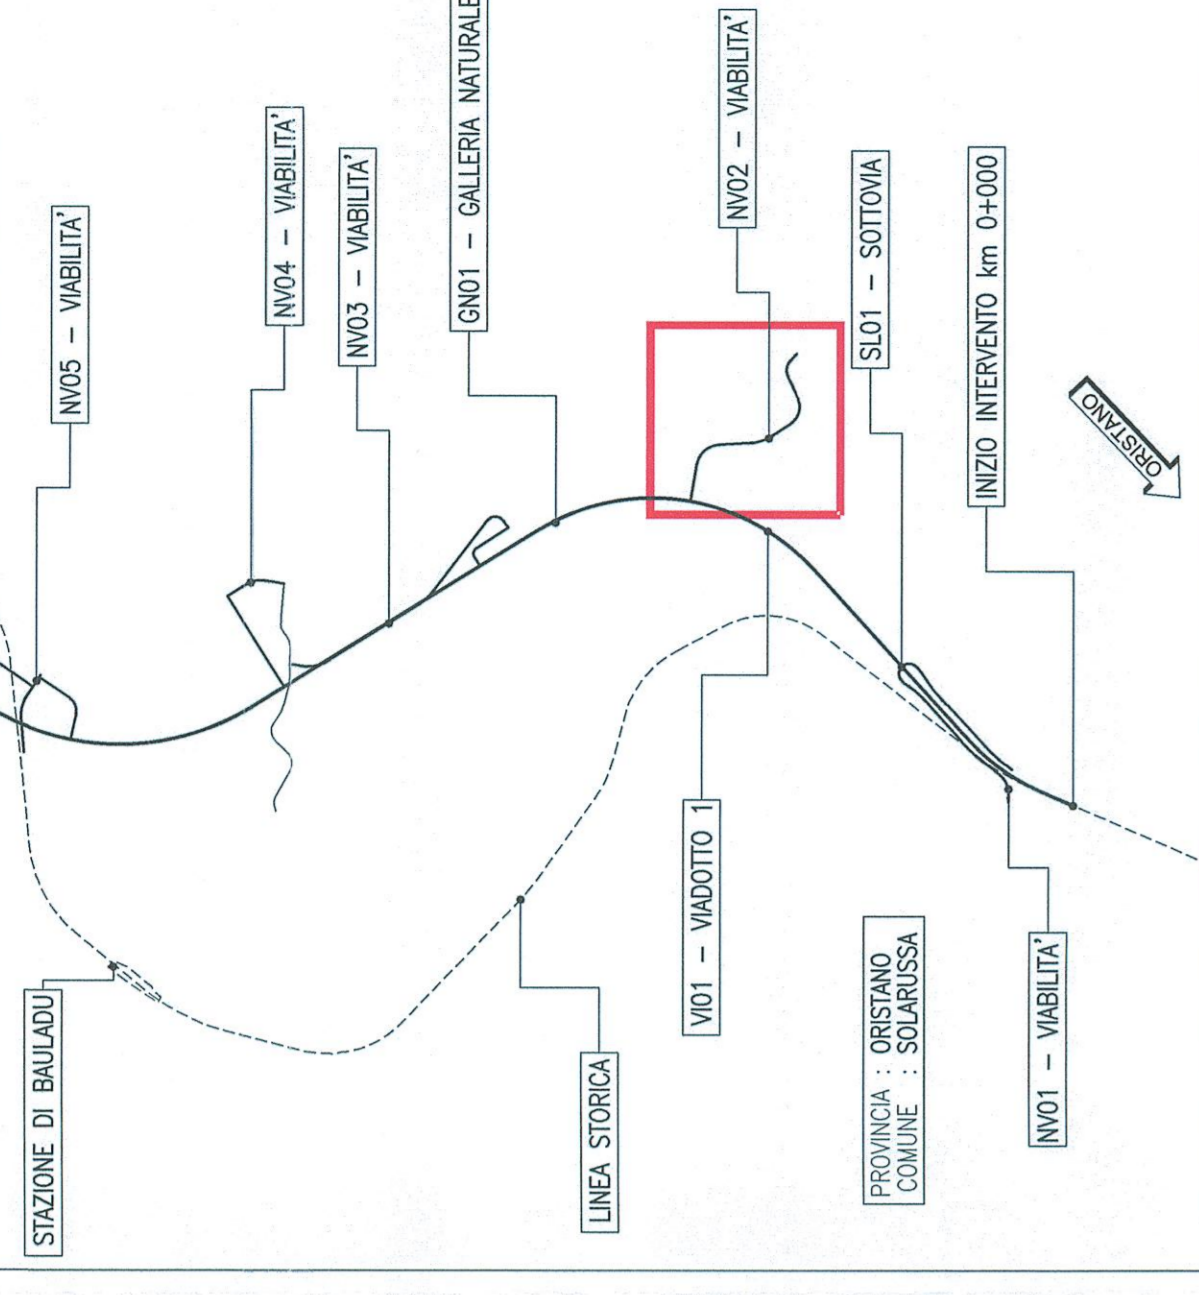 NV05 – VIABILITA'
NV04 – VIABILITA'
NV03 – VIABILITA'
GN01 – GALLERIA NATURALE
NV02 – VIABILITA'
SL01 – SOTTOVIA
INIZIO INTERVENTO km 0+000
ORISTANO
STAZIONE DI BAULADU
LINEA STORICA
VI01 – VIADOTTO 1
PROVINCIA : ORISTANO
COMUNE : SOLARUSSA
NV01 – VIABILITA'